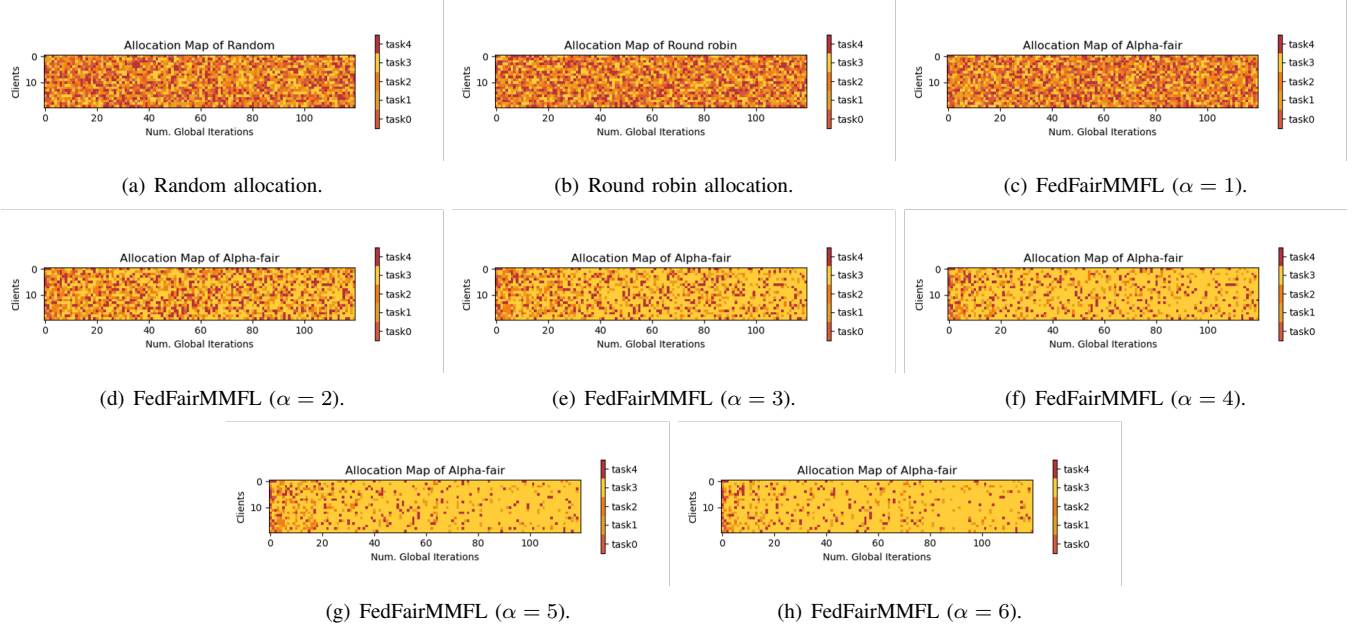 Allocation Map of Random
Clients
0
10
0 20 40 60 80 100
Num. Global Iterations
task4
task3
task2
task1
task0
(a) Random allocation.
Allocation Map of Round robin
Clients
0
10
0 20 40 60 80 100
Num. Global Iterations
task4
task3
task2
task1
task0
(b) Round robin allocation.
Allocation Map of Alpha-fair
Clients
0
10
0 20 40 60 80 100
Num. Global Iterations
task4
task3
task2
task1
task0
(c) FedFairMMFL (α = 1).
Allocation Map of Alpha-fair
Clients
0
10
0 20 40 60 80 100
Num. Global Iterations
task4
task3
task2
task1
task0
(d) FedFairMMFL (α = 2).
Allocation Map of Alpha-fair
Clients
0
10
0 20 40 60 80 100
Num. Global Iterations
task4
task3
task2
task1
task0
(e) FedFairMMFL (α = 3).
Allocation Map of Alpha-fair
Clients
0
10
0 20 40 60 80 100
Num. Global Iterations
task4
task3
task2
task1
task0
(f) FedFairMMFL (α = 4).
Allocation Map of Alpha-fair
Clients
0
10
0 20 40 60 80 100
Num. Global Iterations
task4
task3
task2
task1
task0
(g) FedFairMMFL (α = 5).
Allocation Map of Alpha-fair
Clients
0
10
0 20 40 60 80 100
Num. Global Iterations
task4
task3
task2
task1
task0
(h) FedFairMMFL (α = 6).